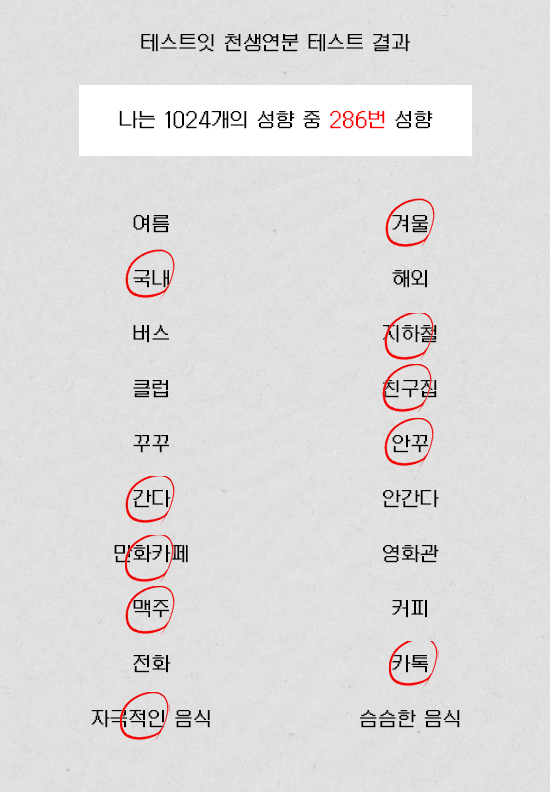 테스트잇 천생연분 테스트 결과
나는 1024개의 성향 중 286번 성향
여름 겨울
국내 해외
버스 지하철
클럽 친구집
꾸꾸 안꾸
간다 안간다
만화카페 영화관
맥주 커피
전화 카톡
자극적인 음식 슴슴한 음식